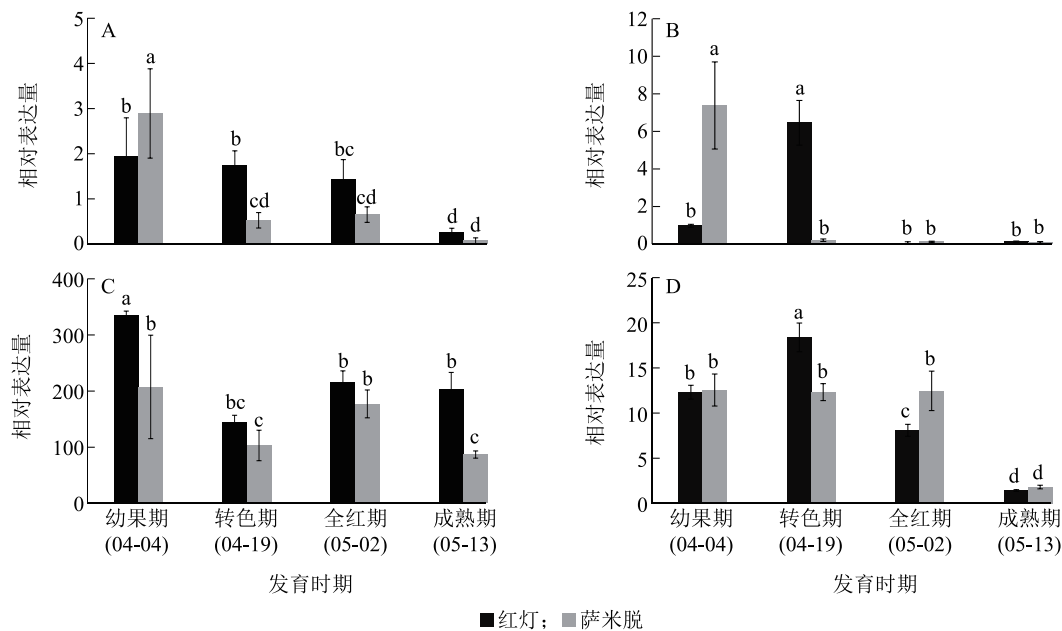 A
相对表达量
5
4
3
2
1
0
b
a
b
cd
bc
cd
d
d
B
相对表达量
12
10
8
6
4
2
0
b
a
a
b
b
b
b
b
C
相对表达量
400
300
200
100
0
a
b
bc
c
b
b
b
c
幼果期
(04-04)
转色期
(04-19)
全红期
(05-02)
成熟期
(05-13)
发育时期
D
相对表达量
25
20
15
10
5
0
b
b
a
b
c
b
d
d
幼果期
(04-04)
转色期
(04-19)
全红期
(05-02)
成熟期
(05-13)
发育时期
红灯; 萨米脱